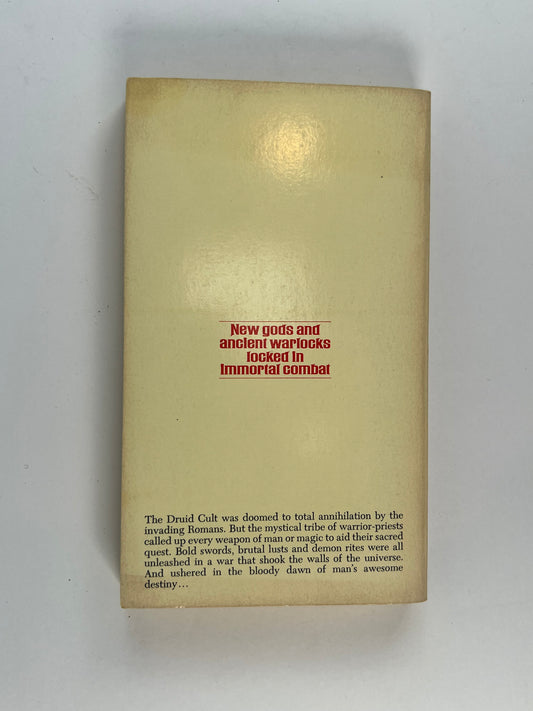 New gods and
ancient warlocks
locked in
immortal combat
The Druid Cult was doomed to total annihilation by the
invading Romans. But the mystical tribe of warrior-priests
called up every weapon of man or magic to aid their sacred
quest. Bold swords, brutal lusts and demon rites were all
unleashed in a war that shook the walls of the universe.
And ushered in the bloody dawn of man's awesome
destiny...